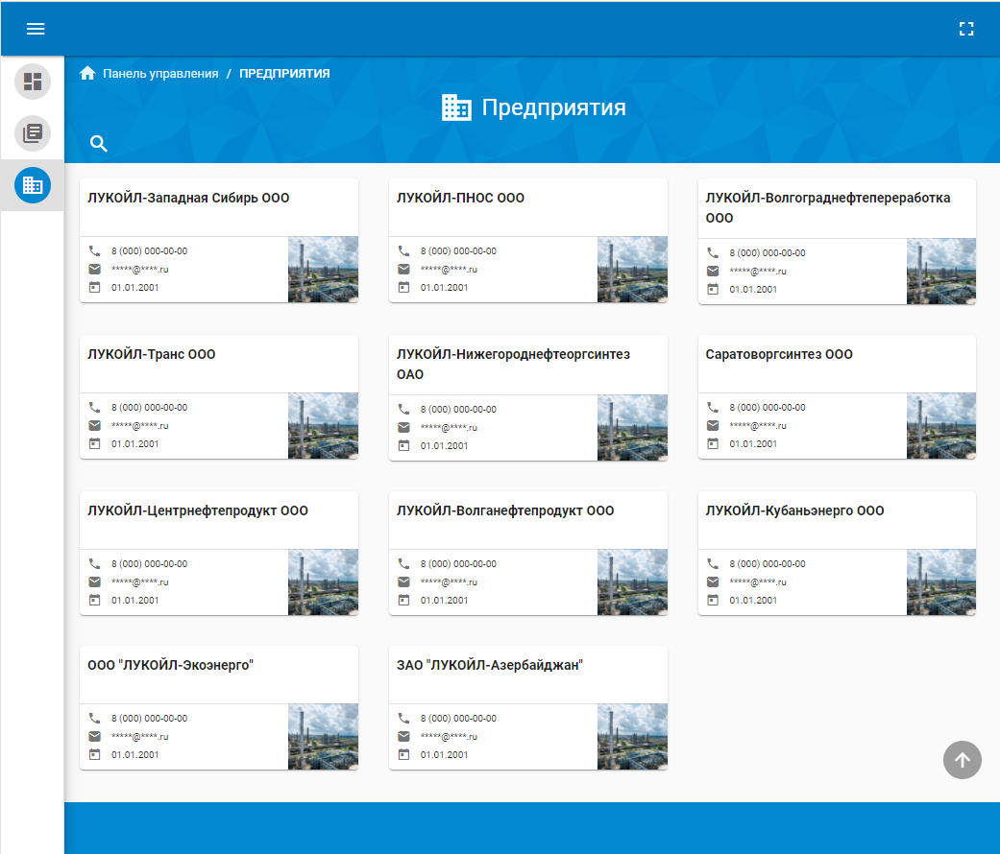 Панель управления / ПРЕДПРИЯТИЯ
Предприятия
ЛУКОЙЛ-Западная Сибирь ООО
8 (000) 000-00-00
*****@****.ru
01.01.2001
ЛУКОЙЛ-ПНОС ООО
8 (000) 000-00-00
*****@****.ru
01.01.2001
ЛУКОЙЛ-Волгограднефтепереработка
ООО
8 (000) 000-00-00
*****@****.ru
01.01.2001
ЛУКОЙЛ-Транс ООО
8 (000) 000-00-00
*****@****.ru
01.01.2001
ЛУКОЙЛ-Нижегороднефтеоргсинтез
ОАО
8 (000) 000-00-00
*****@****.ru
01.01.2001
Саратоворгсинтез ООО
8 (000) 000-00-00
*****@****.ru
01.01.2001
ЛУКОЙЛ-Центрнефтепродукт ООО
8 (000) 000-00-00
*****@****.ru
01.01.2001
ЛУКОЙЛ-Волганефтепродукт ООО
8 (000) 000-00-00
*****@****.ru
01.01.2001
ЛУКОЙЛ-Кубаньэнерго ООО
8 (000) 000-00-00
*****@****.ru
01.01.2001
ООО "ЛУКОЙЛ-Экоэнерго"
8 (000) 000-00-00
*****@****.ru
01.01.2001
ЗАО "ЛУКОЙЛ-Азербайджан"
8 (000) 000-00-00
*****@****.ru
01.01.2001